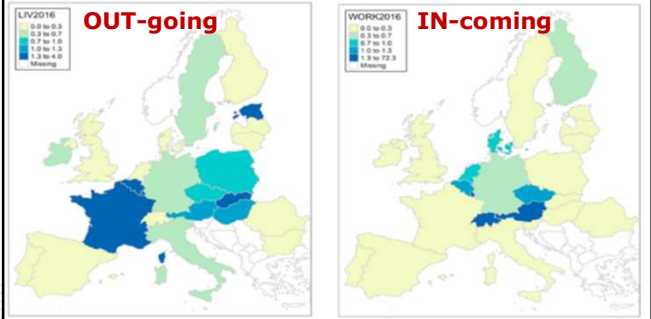 LIV2016
OUT-going
0.0 to 0.3
0.3 to 0.7
0.7 to 1.0
1.0 to 1.3
1.3 to 4.0
Missing
WORK2016
IN-coming
0.0 to 0.3
0.3 to 0.7
0.7 to 1.0
1.0 to 1.3
1.3 to 72.3
Missing